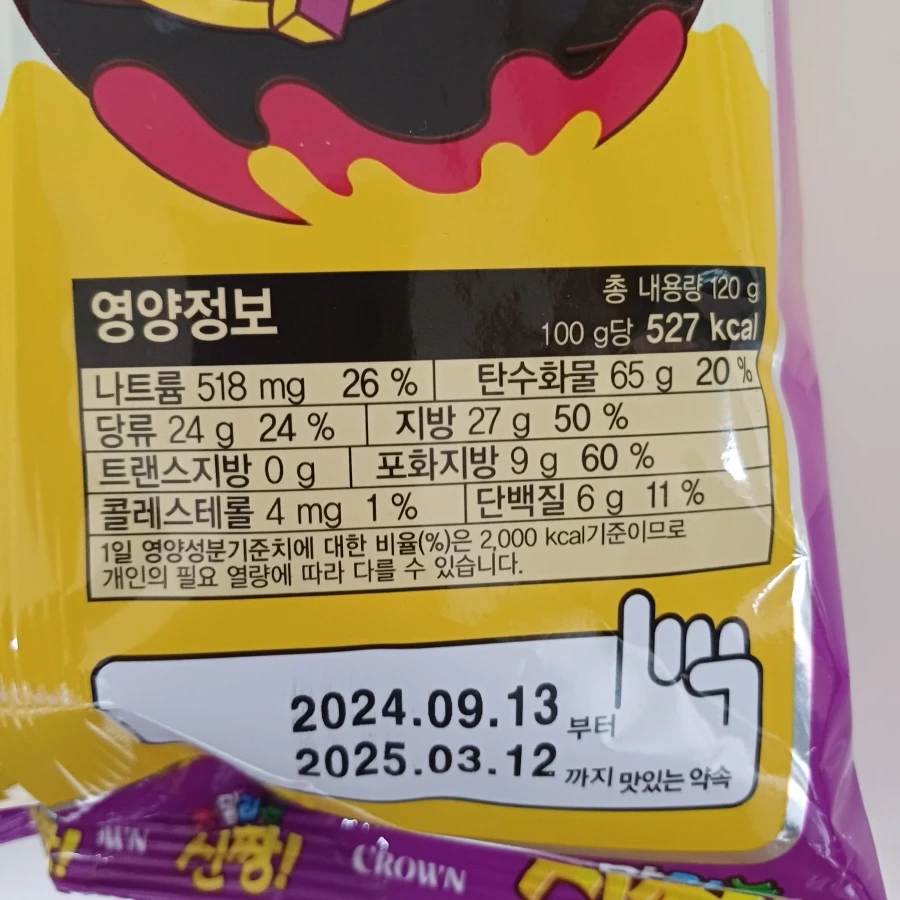 영양정보
총 내용량 120 g
100 g당 527 kcal
나트륨 518 mg 26 % 탄수화물 65 g 20 %
당류 24 g 24 % 지방 27 g 50 %
트랜스지방 0 g 포화지방 9 g 60 %
콜레스테롤 4 mg 1 % 단백질 6 g 11 %
1일 영양성분기준치에 대한 비율(%)은 2,000 kcal기준이므로
개인의 필요 열량에 따라 다를 수 있습니다.
2024.09.13 부터
2025.03.12 까지 맛있는 약속
신짱! CROWN